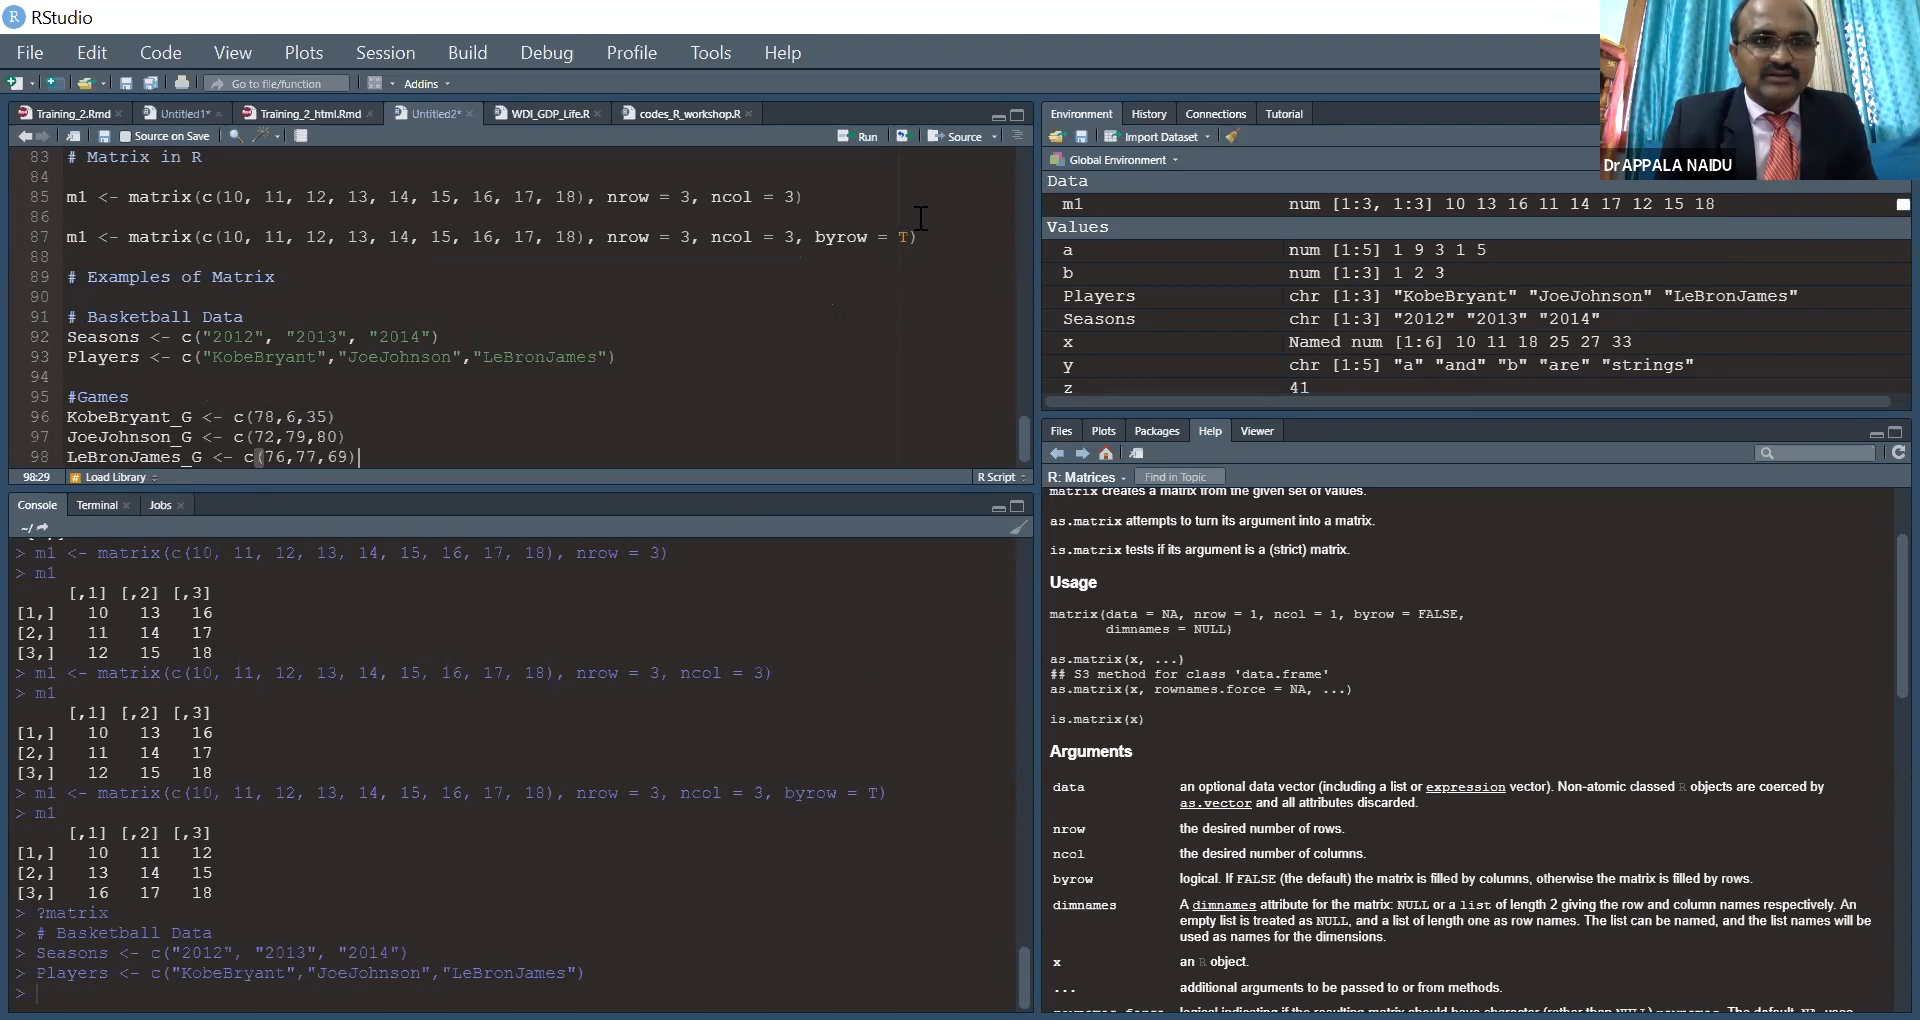 RStudio
File Edit Code View Plots Session Build Debug Profile Tools Help
Go to file/function Addins
Training_2.Rmd Untitled1* Training_2_html.Rmd Untitled2* WDI_GDP_Life.R codes_R_workshop.R
Source on Save Run Source
83 # Matrix in R
84
85 m1 <- matrix(c(10, 11, 12, 13, 14, 15, 16, 17, 18), nrow = 3, ncol = 3)
86
87 m1 <- matrix(c(10, 11, 12, 13, 14, 15, 16, 17, 18), nrow = 3, ncol = 3, byrow = T)
88
89 # Examples of Matrix
90
91 # Basketball Data
92 Seasons <- c("2012", "2013", "2014")
93 Players <- c("KobeBryant","JoeJohnson","LeBronJames")
94
95 #Games
96 KobeBryant_G <- c(78,6,35)
97 JoeJohnson_G <- c(72,79,80)
98 LeBronJames_G <- c(76,77,69)
98:29 # Load Library R Script
Console Terminal Jobs
~/
> m1 <- matrix(c(10, 11, 12, 13, 14, 15, 16, 17, 18), nrow = 3)
> m1
[,1] [,2] [,3]
[1,] 10 13 16
[2,] 11 14 17
[3,] 12 15 18
> m1 <- matrix(c(10, 11, 12, 13, 14, 15, 16, 17, 18), nrow = 3, ncol = 3)
> m1
[,1] [,2] [,3]
[1,] 10 13 16
[2,] 11 14 17
[3,] 12 15 18
> m1 <- matrix(c(10, 11, 12, 13, 14, 15, 16, 17, 18), nrow = 3, ncol = 3, byrow = T)
> m1
[,1] [,2] [,3]
[1,] 10 11 12
[2,] 13 14 15
[3,] 16 17 18
> ?matrix
> # Basketball Data
> Seasons <- c("2012", "2013", "2014")
> Players <- c("KobeBryant","JoeJohnson","LeBronJames")
>
Environment History Connections Tutorial
Import Dataset
Global Environment
Data
m1 num [1:3, 1:3] 10 13 16 11 14 17 12 15 18
Values
a num [1:5] 1 9 3 1 5
b num [1:3] 1 2 3
Players chr [1:3] "KobeBryant" "JoeJohnson" "LeBronJames"
Seasons chr [1:3] "2012" "2013" "2014"
x Named num [1:6] 10 11 18 25 27 33
y chr [1:5] "a" "and" "b" "are" "strings"
z 41
Dr APPALA NAIDU
Files Plots Packages Help Viewer
R: Matrices Find in Topic
matrix creates a matrix from the given set of values.
as.matrix attempts to turn its argument into a matrix.
is.matrix tests if its argument is a (strict) matrix.
Usage
matrix(data = NA, nrow = 1, ncol = 1, byrow = FALSE,
dimnames = NULL)
as.matrix(x, ...)
## S3 method for class 'data.frame'
as.matrix(x, rownames.force = NA, ...)
is.matrix(x)
Arguments
data an optional data vector (including a list or expression vector). Non-atomic classed R objects are coerced by
as.vector and all attributes discarded.
nrow the desired number of rows.
ncol the desired number of columns.
byrow logical. If FALSE (the default) the matrix is filled by columns, otherwise the matrix is filled by rows.
dimnames A dimnames attribute for the matrix: NULL or a list of length 2 giving the row and column names respectively. An
empty list is treated as NULL, and a list of length one as row names. The list can be named, and the list names will be
used as names for the dimensions.
x an R object.
... additional arguments to be passed to or from methods.